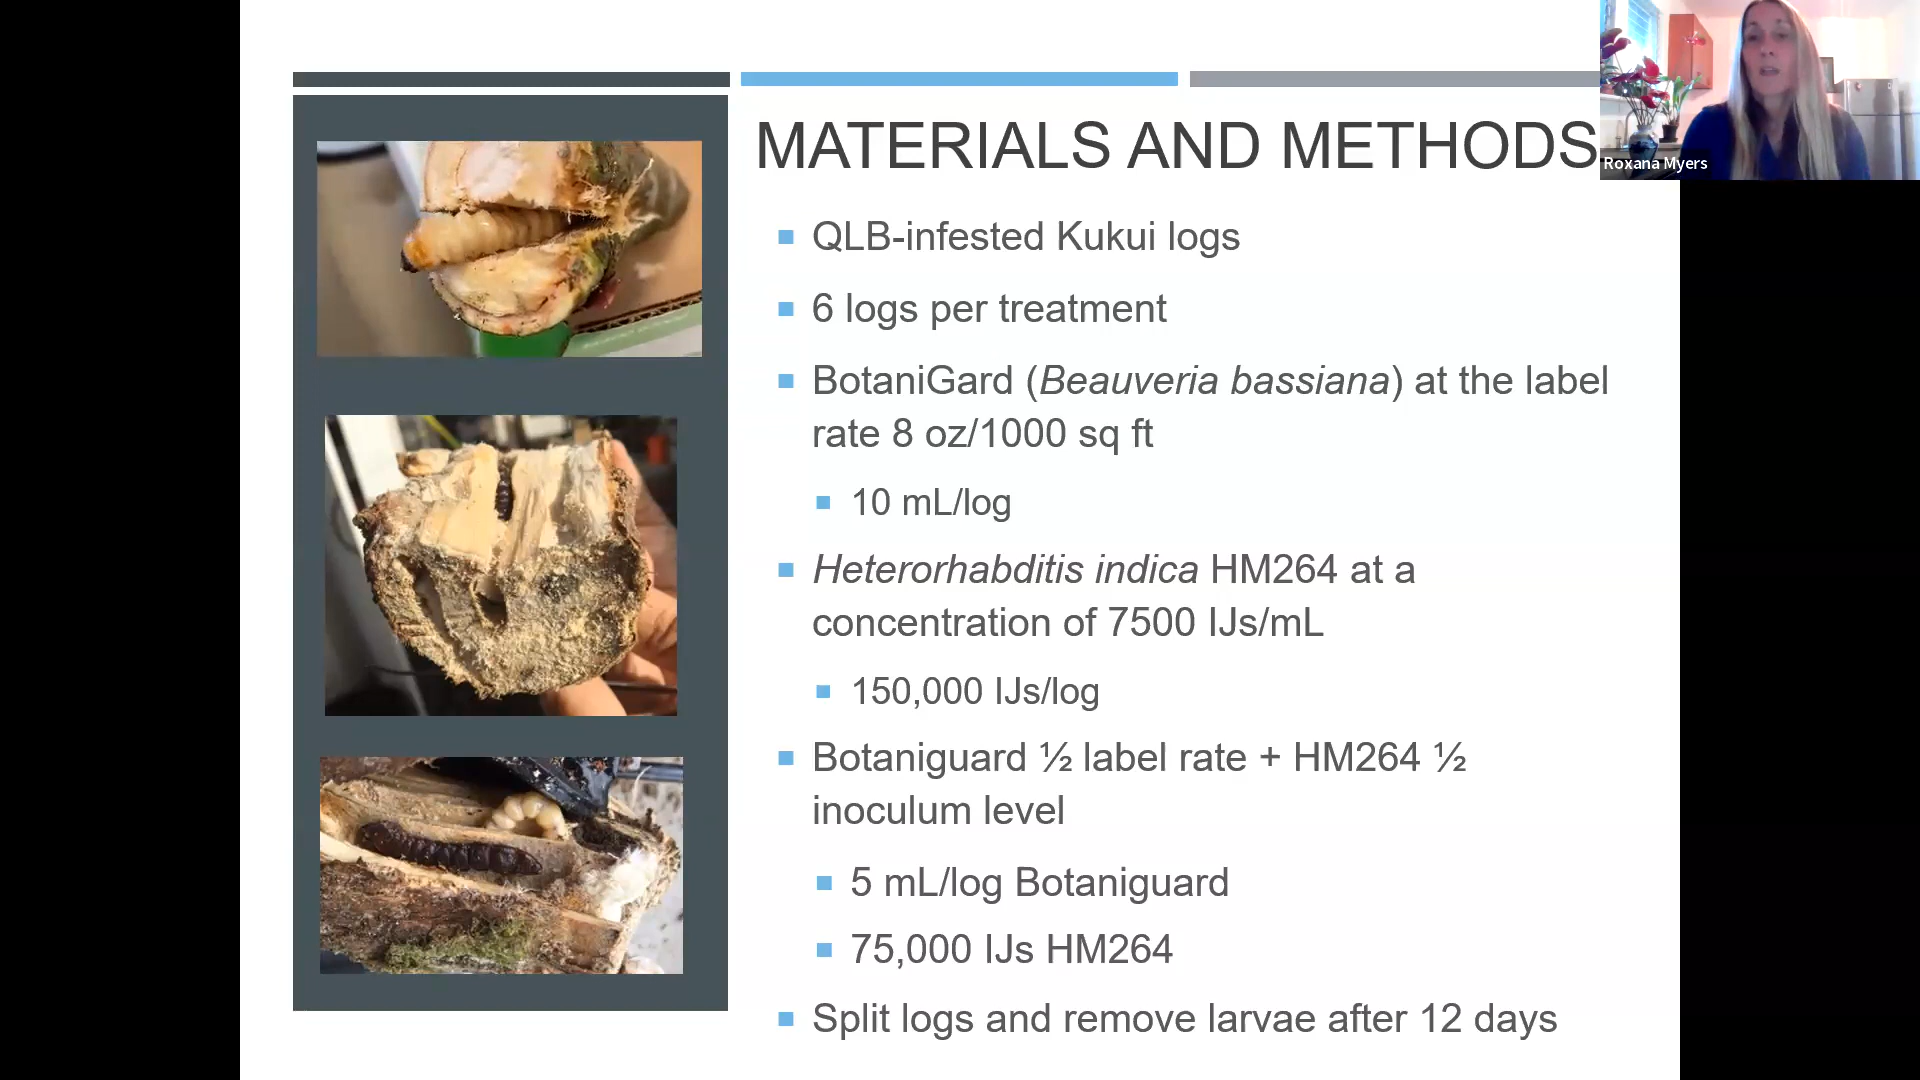 MATERIALS AND METHODS
Roxana Myers
QLB-infested Kukui logs
6 logs per treatment
BotaniGard (Beauveria bassiana) at the label
rate 8 oz/1000 sq ft
10 mL/log
Heterorhabditis indica HM264 at a
concentration of 7500 IJs/mL
150,000 IJs/log
Botaniguard ½ label rate + HM264 ½
inoculum level
5 mL/log Botaniguard
75,000 IJs HM264
Split logs and remove larvae after 12 days